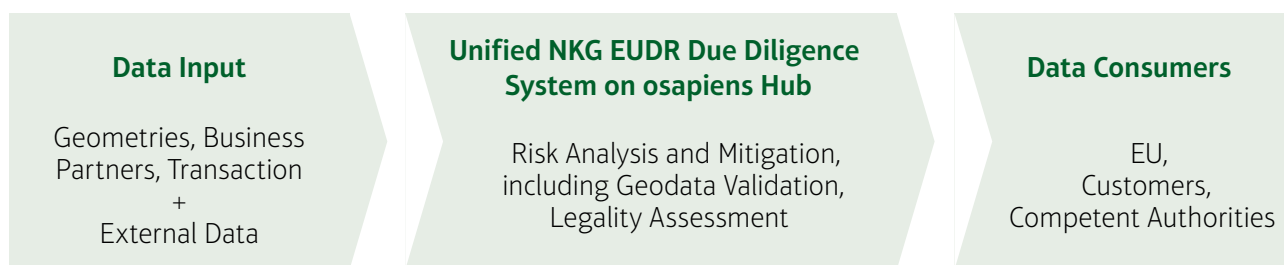 Data Input
Geometries, Business
Partners, Transaction
+
External Data
Unified NKG EUDR Due Diligence
System on osapiens Hub
Risk Analysis and Mitigation,
including Geodata Validation,
Legality Assessment
Data Consumers
EU,
Customers,
Competent Authorities